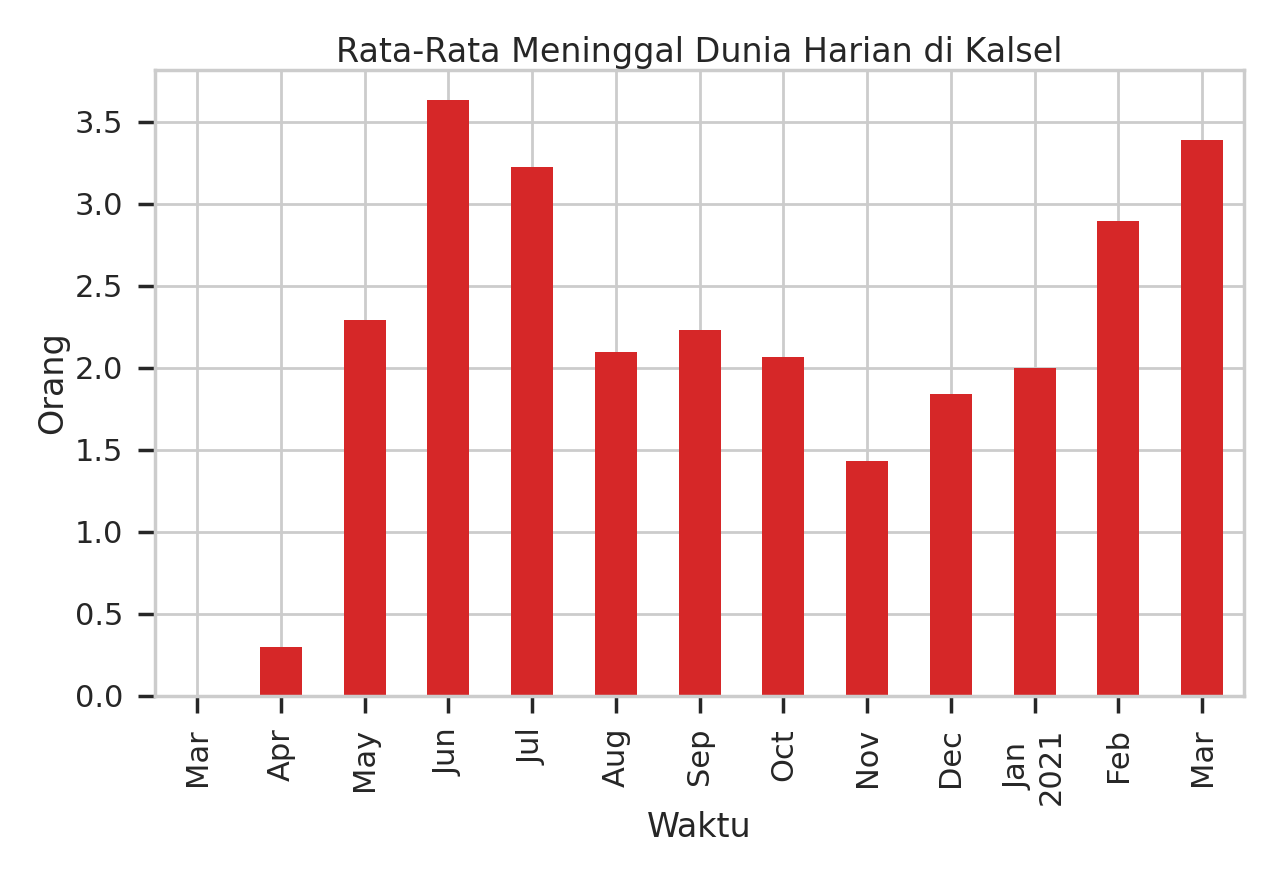 Rata-Rata Meninggal Dunia Harian di Kalsel
Orang
3.5
3.0
2.5
2.0
1.5
1.0
0.5
0.0
Mar
Apr
May
Jun
Jul
Aug
Sep
Oct
Nov
Dec
Jan
2021
Feb
Mar
Waktu